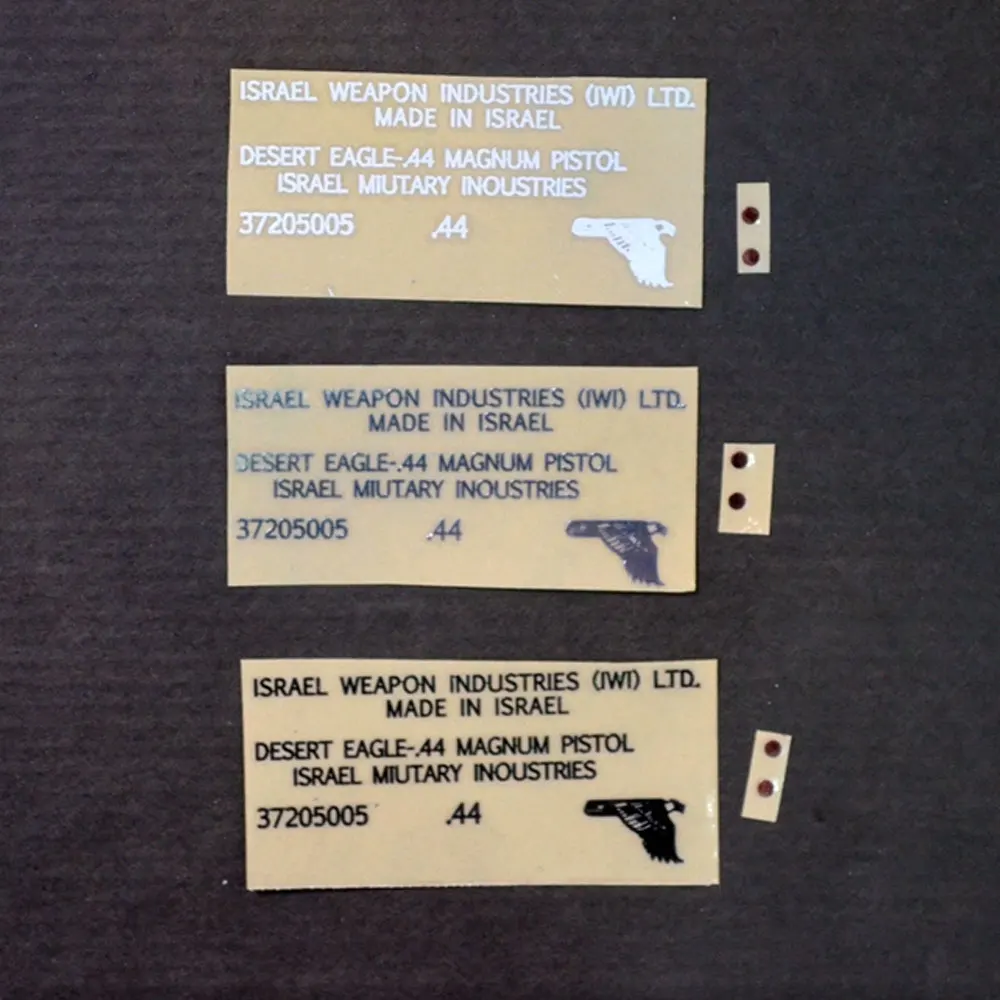 ISRAEL WEAPON INDUSTRIES (IWI) LTD.
MADE IN ISRAEL
DESERT EAGLE-.44 MAGNUM PISTOL
ISRAEL MIUTARY INOUSTRIES
37205005 .44
ISRAEL WEAPON INDUSTRIES (IWI) LTD.
MADE IN ISRAEL
DESERT EAGLE-.44 MAGNUM PISTOL
ISRAEL MIUTARY INOUSTRIES
37205005 .44
ISRAEL WEAPON INDUSTRIES (IWI) LTD.
MADE IN ISRAEL
DESERT EAGLE-.44 MAGNUM PISTOL
ISRAEL MIUTARY INOUSTRIES
37205005 .44